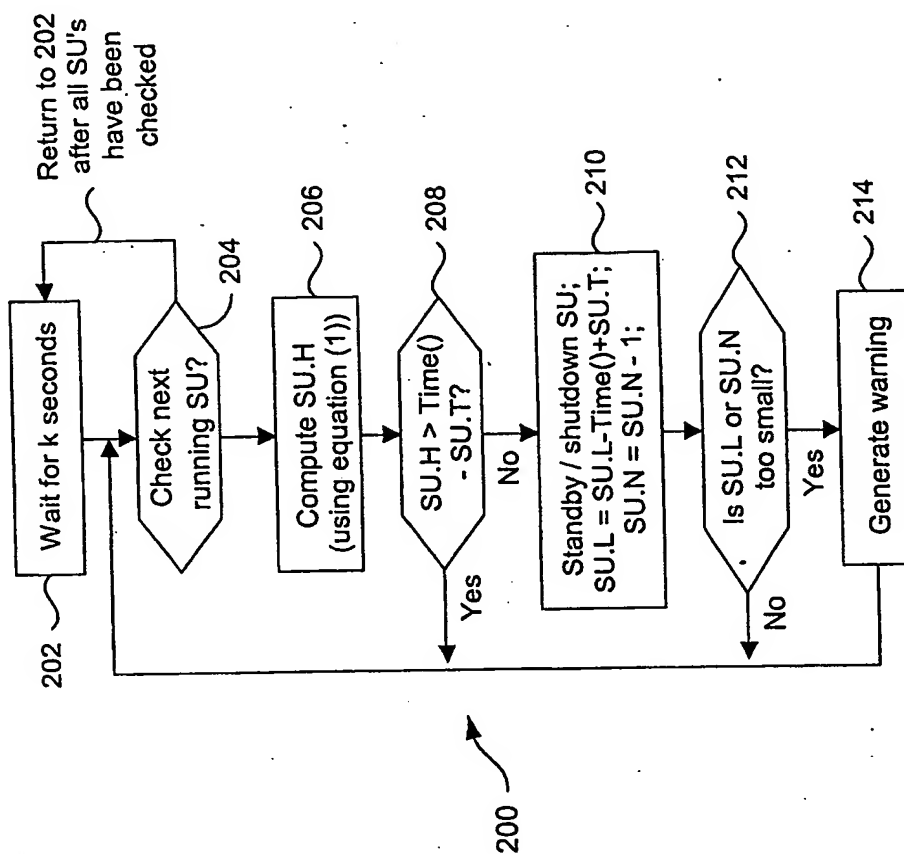 Return to 202
after all SU's
have been
checked
Wait for k seconds
202
Check next
running SU?
204
Compute SU.H
(using equation (1))
206
SU.H > Time()
- SU.T?
208
Yes
No
Standby / shutdown SU;
SU.L = SU.L-Time()+SU.T;
SU.N = SU.N - 1;
210
Is SU.L or SU.N
too small?
212
No
Yes
Generate warning
214
200